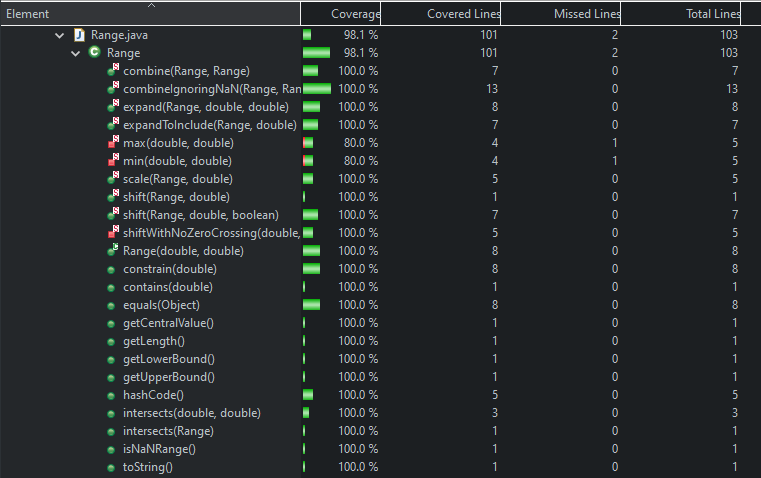 Element Coverage Covered Lines Missed Lines Total Lines
Range.java 98.1 % 101 2 103
Range 98.1 % 101 2 103
combine(Range, Range) 100.0 % 7 0 7
combineIgnoringNaN(Range, Ran 100.0 % 13 0 13
expand(Range, double, double) 100.0 % 8 0 8
expandToInclude(Range, double) 100.0 % 7 0 7
max(double, double) 80.0 % 4 1 5
min(double, double) 80.0 % 4 1 5
scale(Range, double) 100.0 % 5 0 5
shift(Range, double) 100.0 % 1 0 1
shift(Range, double, boolean) 100.0 % 7 0 7
shiftWithNoZeroCrossing(double, 100.0 % 5 0 5
Range(double, double) 100.0 % 8 0 8
constrain(double) 100.0 % 8 0 8
contains(double) 100.0 % 1 0 1
equals(Object) 100.0 % 8 0 8
getCentralValue() 100.0 % 1 0 1
getLength() 100.0 % 1 0 1
getLowerBound() 100.0 % 1 0 1
getUpperBound() 100.0 % 1 0 1
hashCode() 100.0 % 5 0 5
intersects(double, double) 100.0 % 3 0 3
intersects(Range) 100.0 % 1 0 1
isNaNRange() 100.0 % 1 0 1
toString() 100.0 % 1 0 1